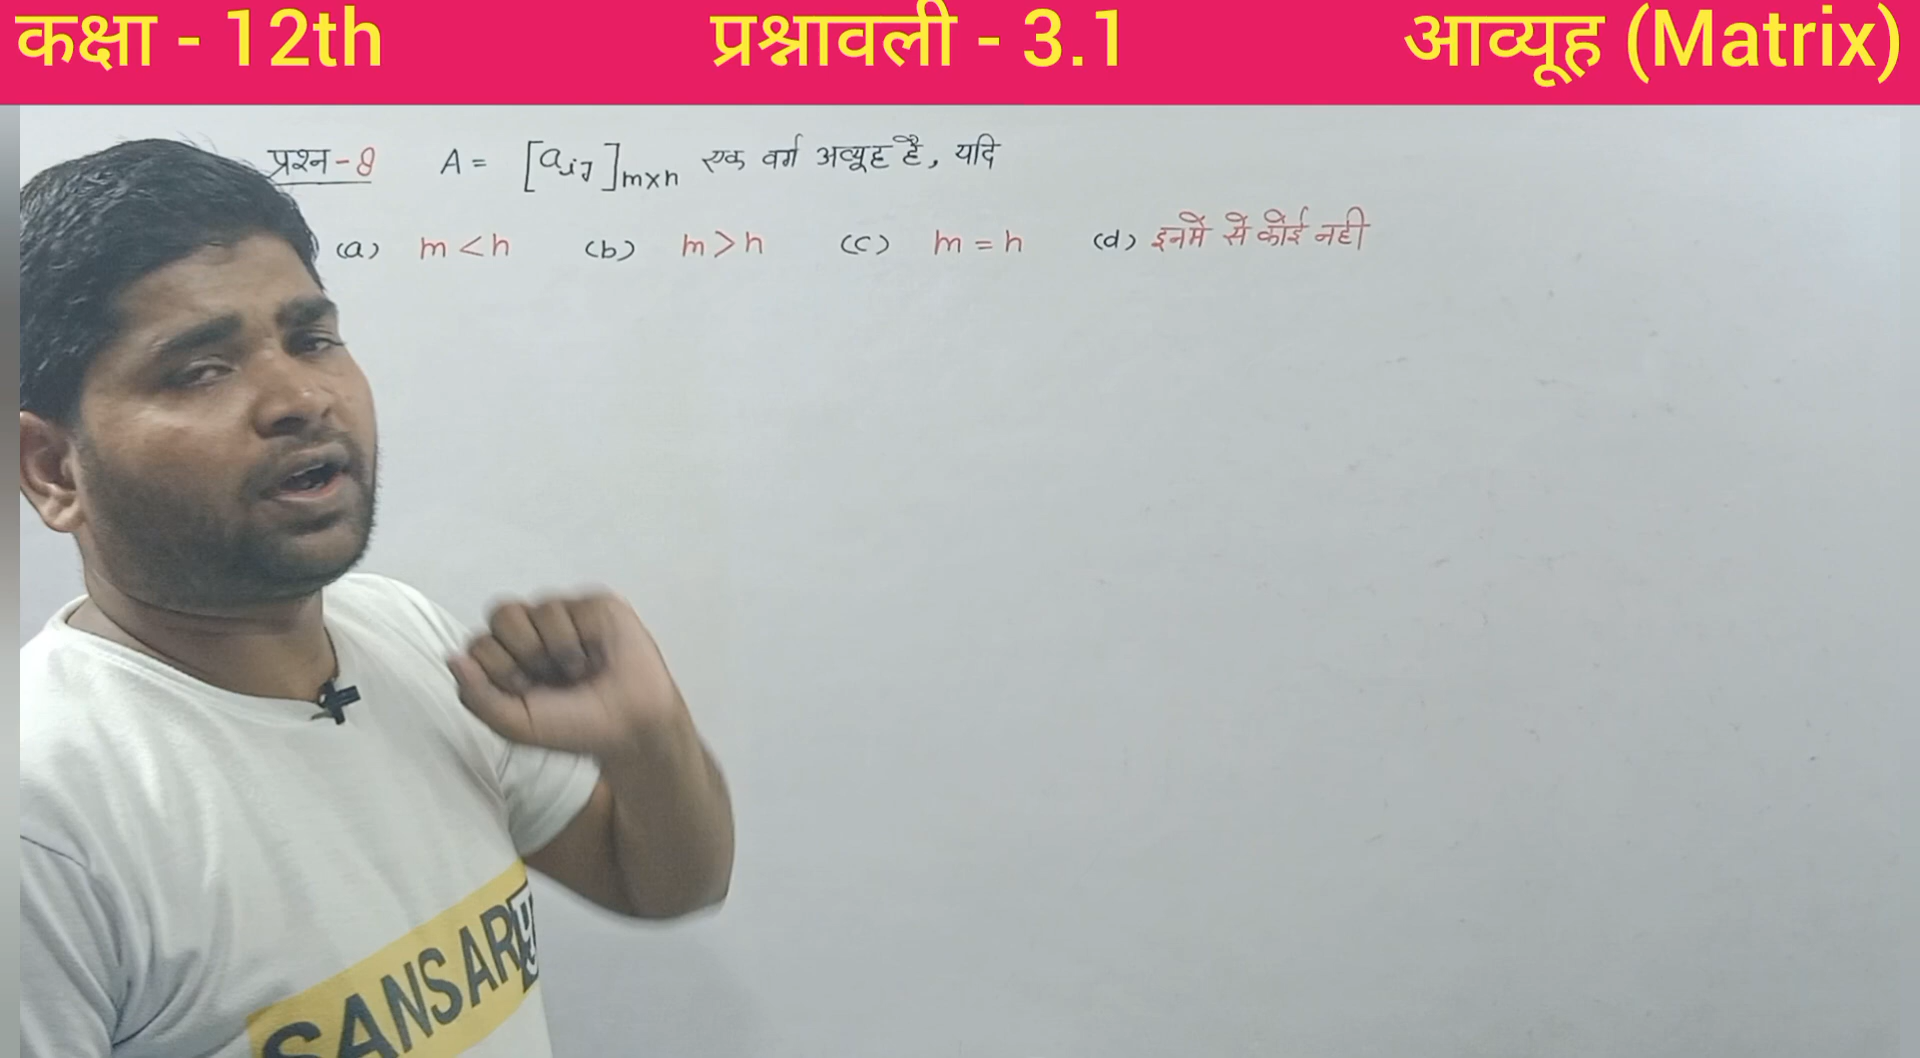 कक्षा - 12th प्रश्नावली - 3.1 आव्यूह (Matrix)
प्रश्न - 8 A = [aij]m×n एक वर्ग अव्यूह है, यदि
(a) m < n (b) m > n (c) m = n (d) इनमें से कोई नही
SANSAR